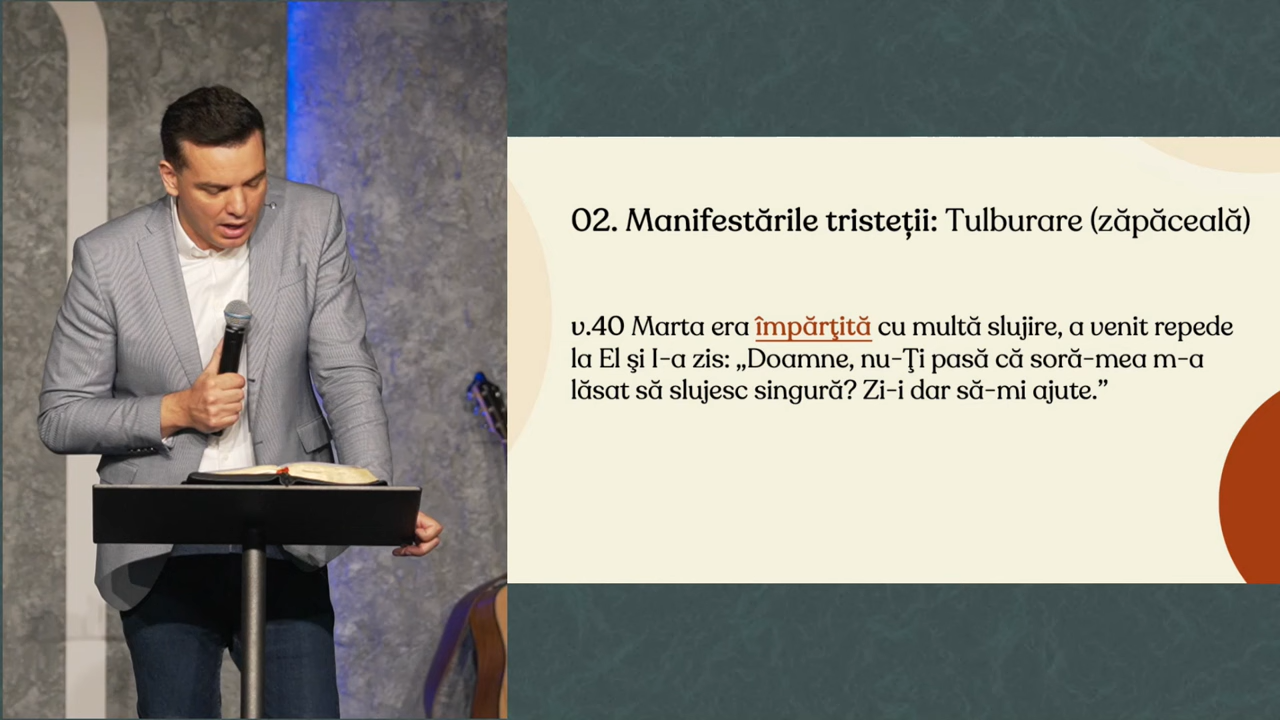 02. Manifestările tristeții: Tulburare (zăpăceală)
v.40 Marta era împărţită cu multă slujire, a venit repede
la El şi I-a zis: „Doamne, nu-Ţi pasă că soră-mea m-a
lăsat să slujesc singură? Zi-i dar să-mi ajute.”